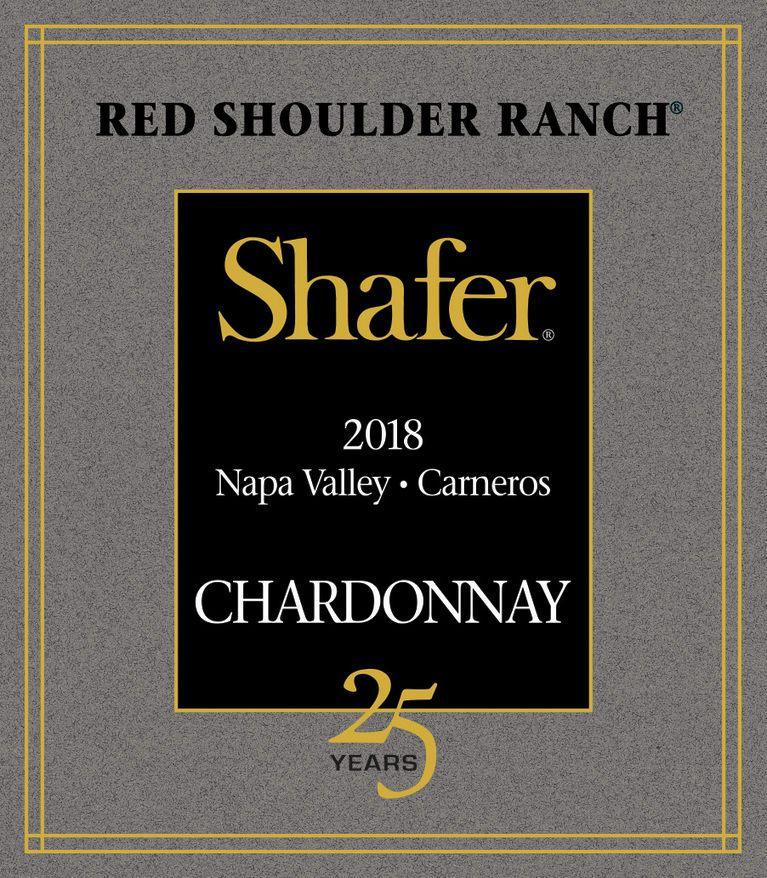 RED SHOULDER RANCH®
Shafer®
2018
Napa Valley • Carneros
CHARDONNAY
25
YEARS